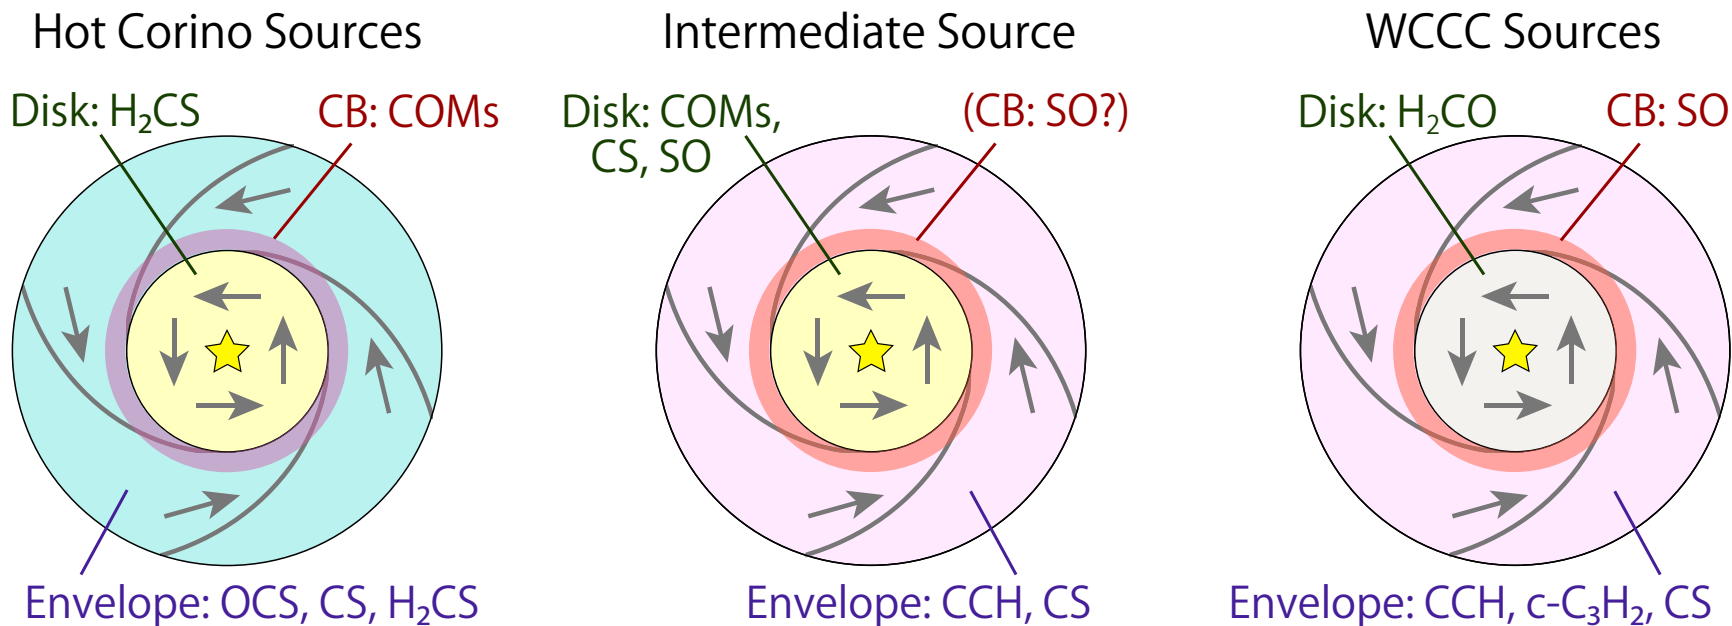 Hot Corino Sources
Disk: H₂CS
CB: COMs
Envelope: OCS, CS, H₂CS
Intermediate Source
Disk: COMs,
CS, SO
(CB: SO?)
Envelope: CCH, CS
WCCC Sources
Disk: H₂CO
CB: SO
Envelope: CCH, c-C₃H₂, CS